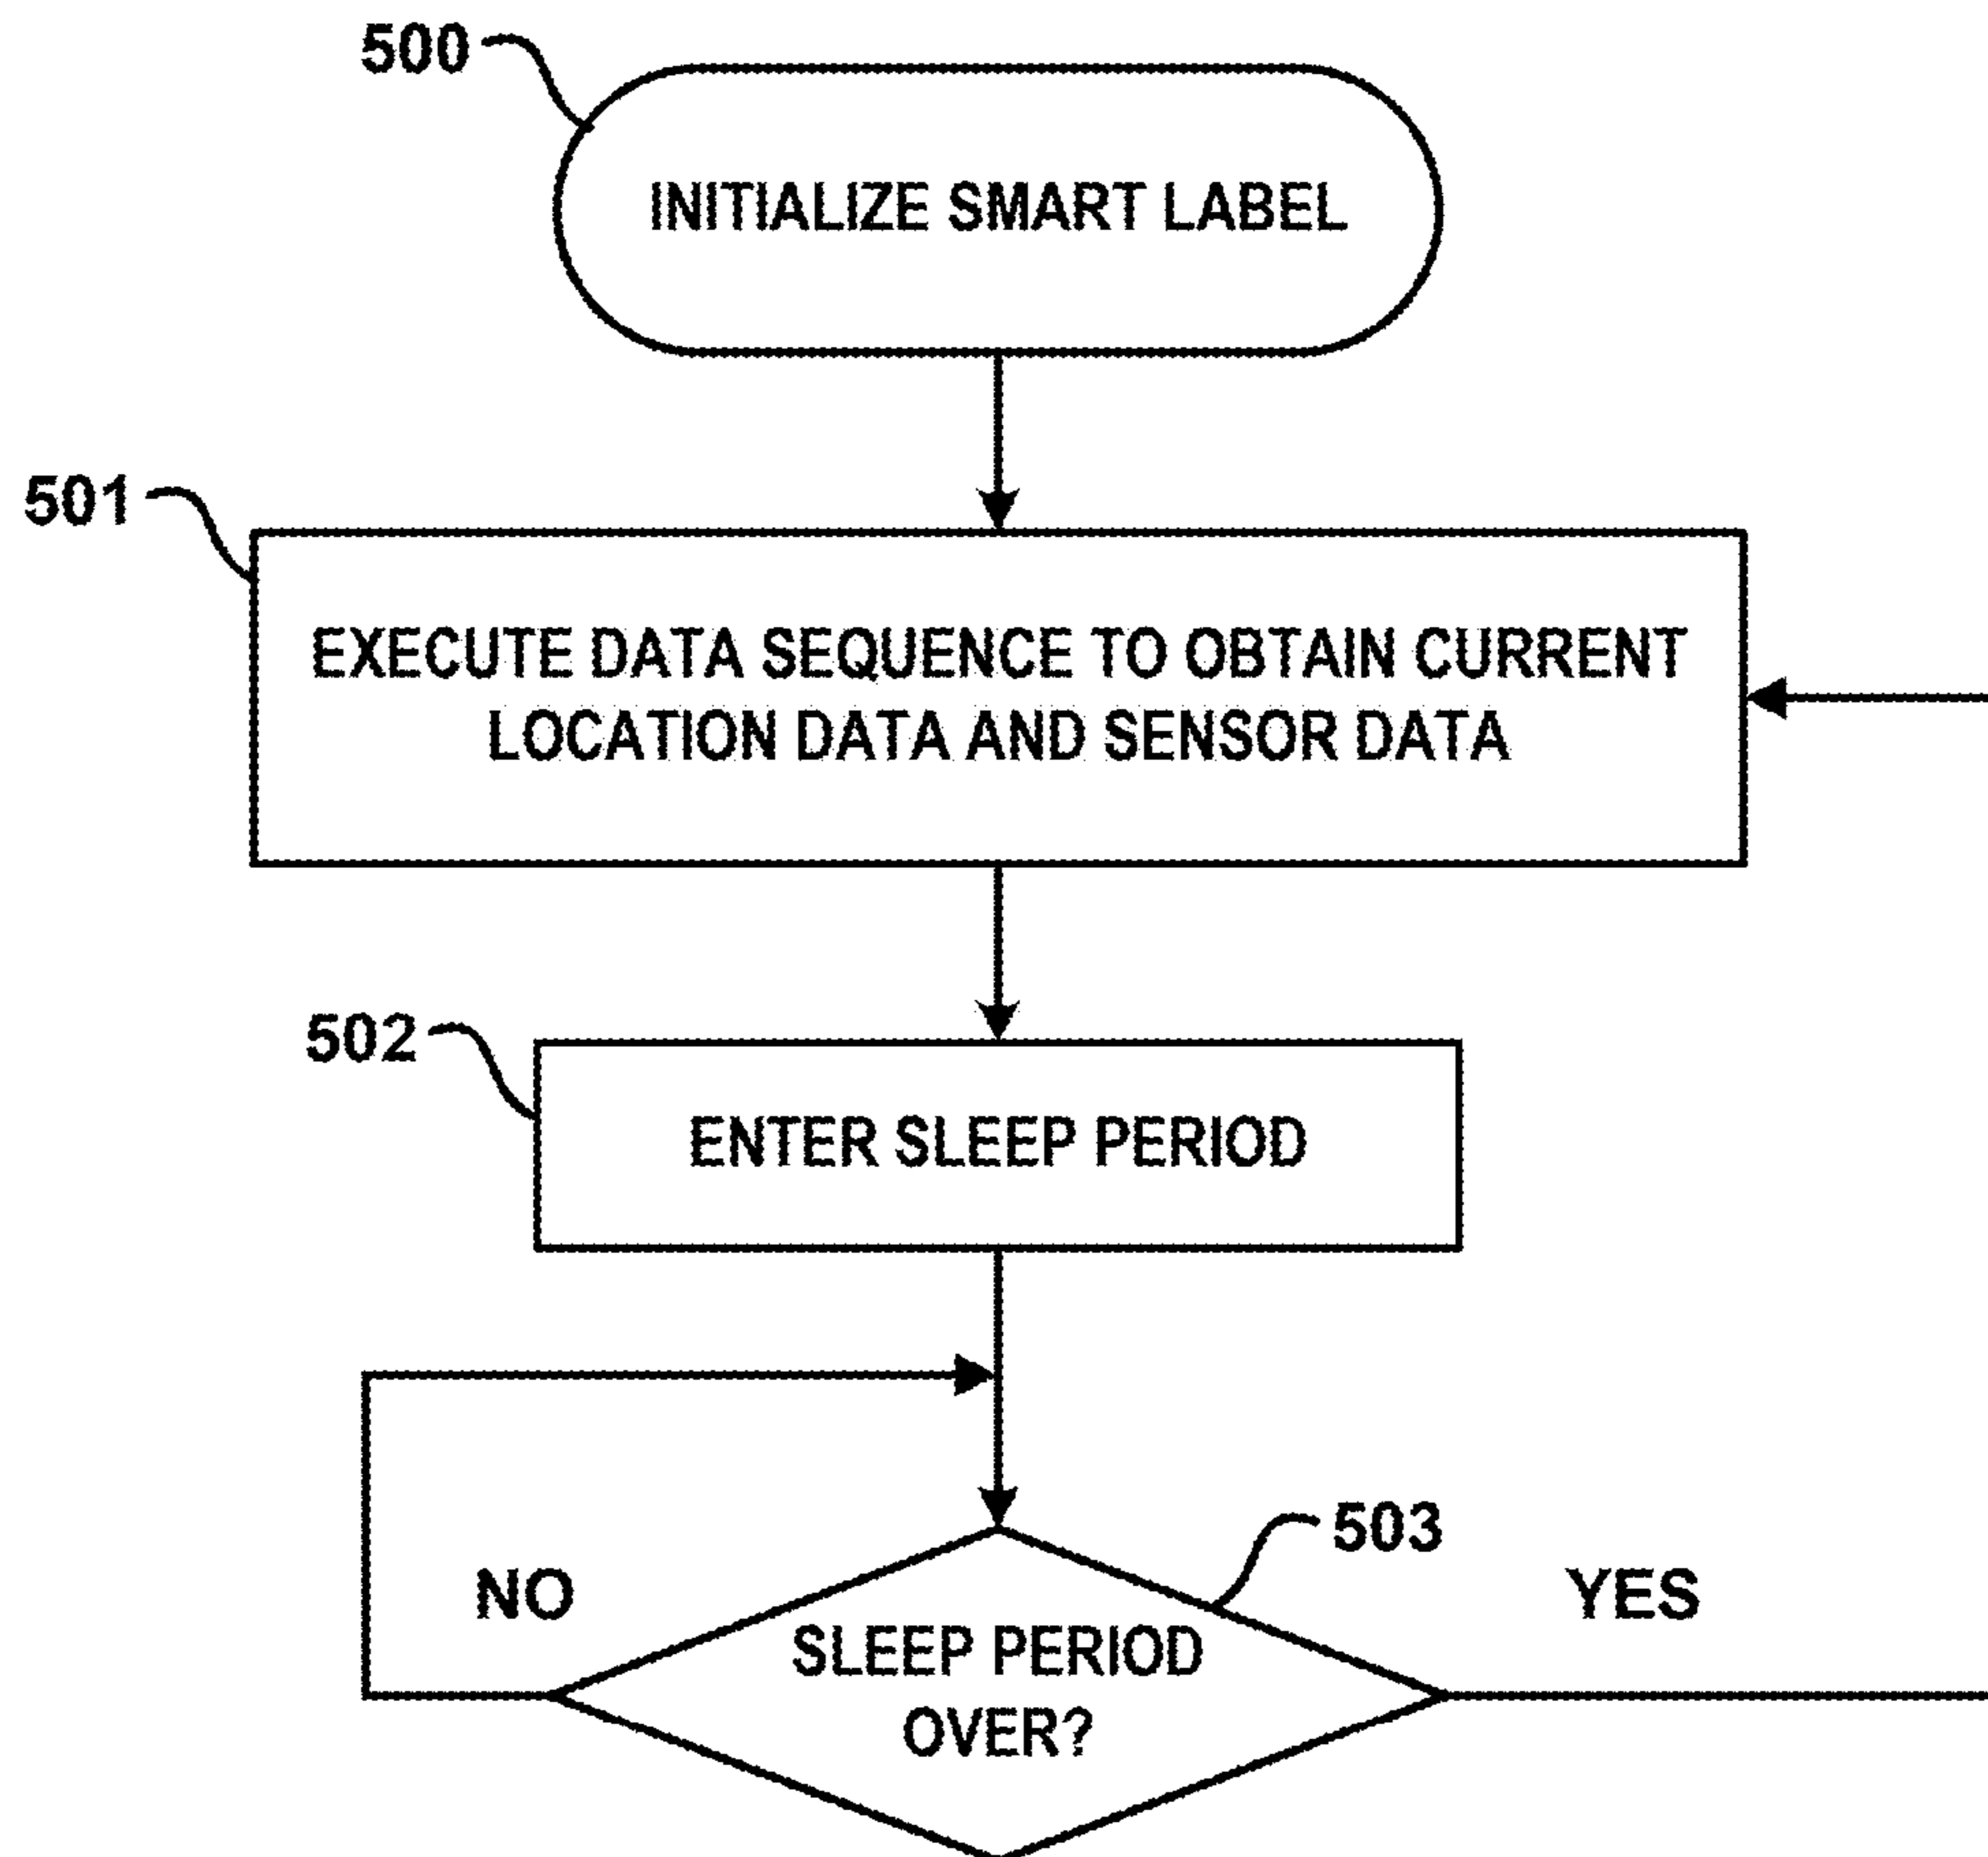 500
INITIALIZE SMART LABEL
501
EXECUTE DATA SEQUENCE TO OBTAIN CURRENT
LOCATION DATA AND SENSOR DATA
502
ENTER SLEEP PERIOD
503
NO
YES
SLEEP PERIOD
OVER?